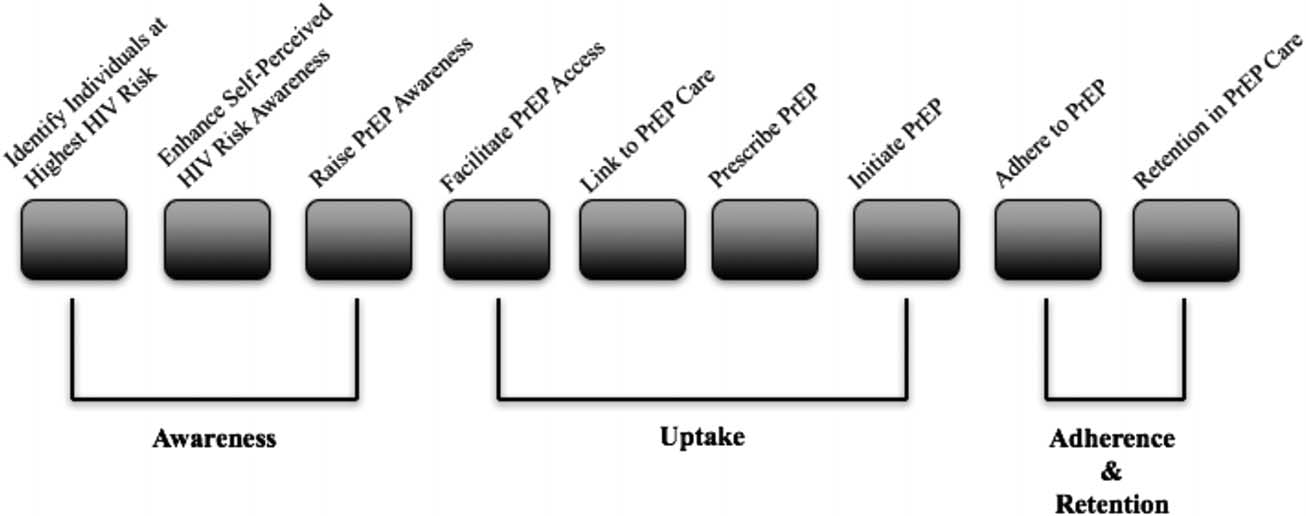 Identify Individuals at
Highest HIV Risk
Enhance Self-Perceived
HIV Risk Awareness
Raise PrEP Awareness
Facilitate PrEP Access
Link to PrEP Care
Prescribe PrEP
Initiate PrEP
Adhere to PrEP
Retention in PrEP Care
Awareness
Uptake
Adherence
&
Retention